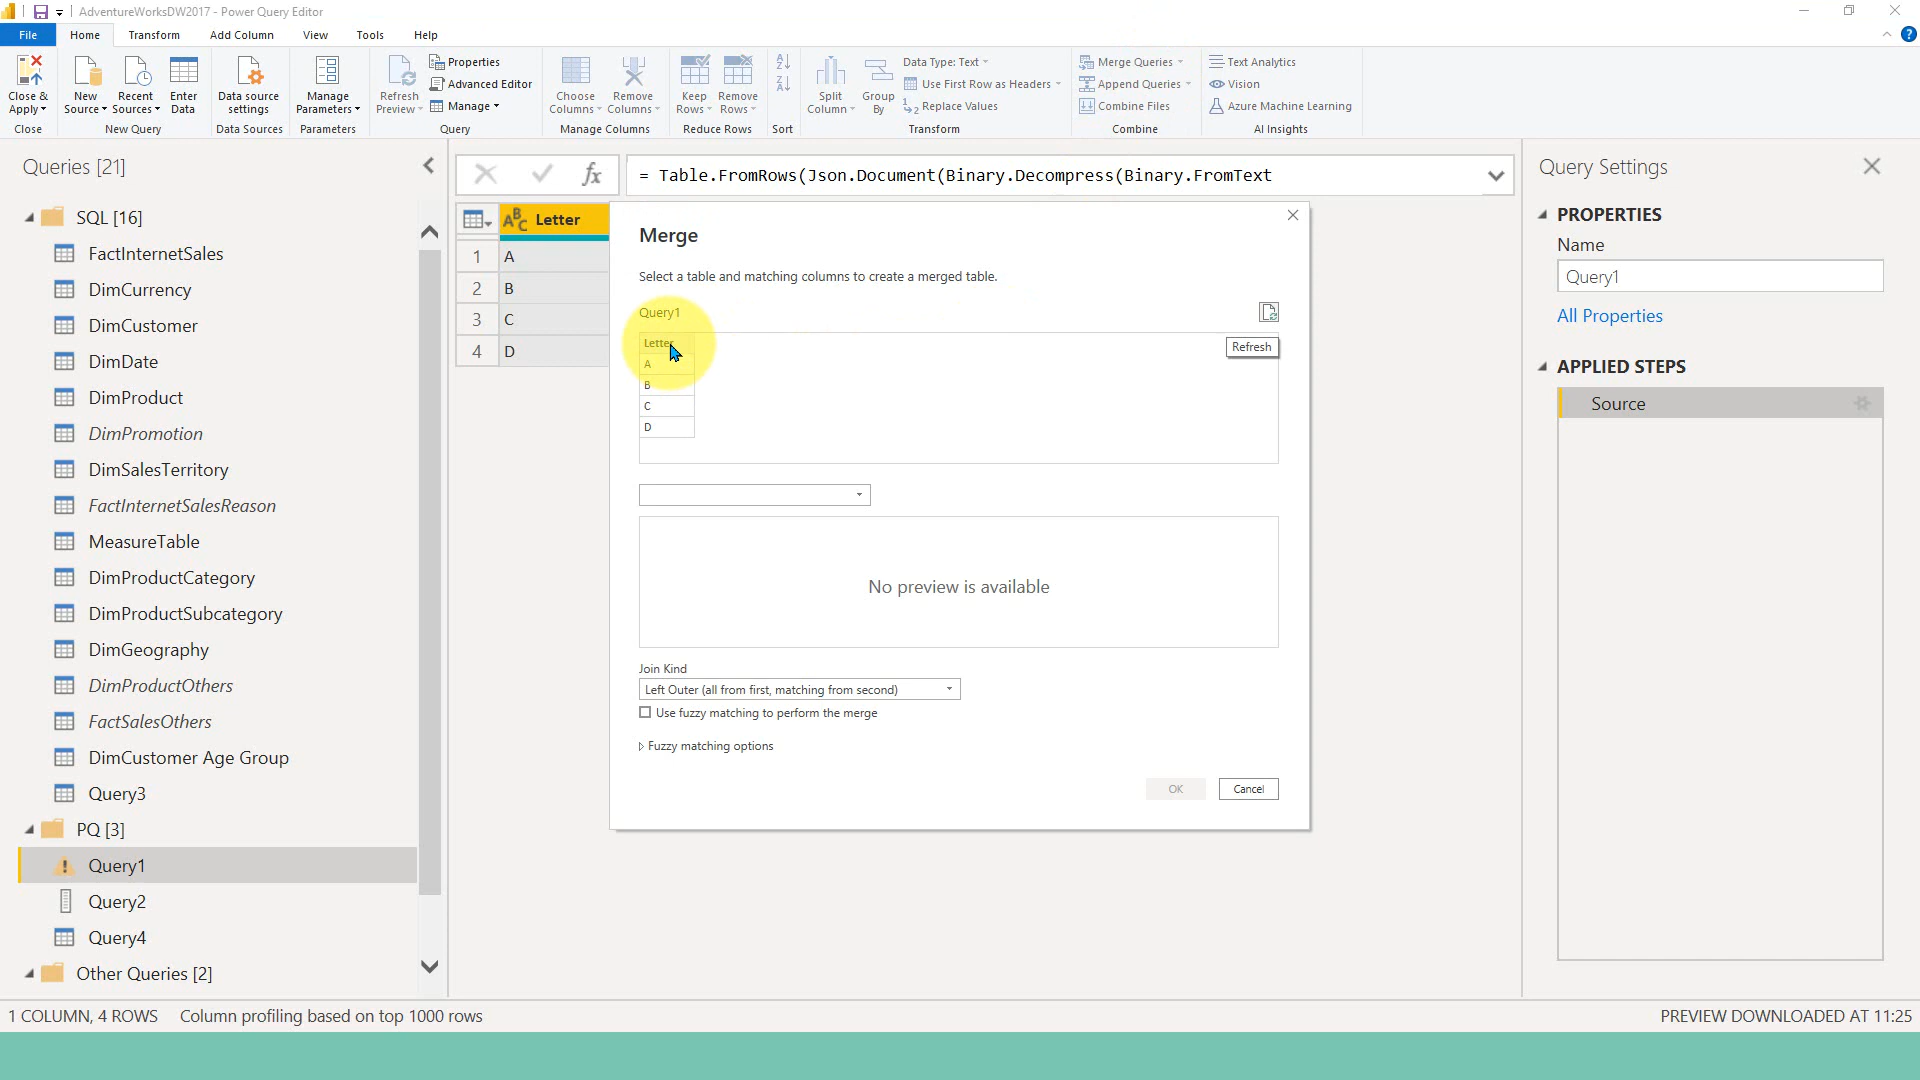 AdventureWorksDW2017 - Power Query Editor
File Home Transform Add Column View Tools Help
Close & Apply
Close
New Source
Recent Sources
Enter Data
New Query
Data source settings
Data Sources
Manage Parameters
Parameters
Refresh Preview
Properties
Advanced Editor
Manage
Query
Choose Columns
Remove Columns
Manage Columns
Keep Rows
Remove Rows
Reduce Rows
Sort
Split Column
Group By
Data Type: Text
Use First Row as Headers
Replace Values
Transform
Merge Queries
Append Queries
Combine Files
Combine
Text Analytics
Vision
Azure Machine Learning
AI Insights
Queries [21]
SQL [16]
FactInternetSales
DimCurrency
DimCustomer
DimDate
DimProduct
DimPromotion
DimSalesTerritory
FactInternetSalesReason
MeasureTable
DimProductCategory
DimProductSubcategory
DimGeography
DimProductOthers
FactSalesOthers
DimCustomer Age Group
Query3
PQ [3]
Query1
Query2
Query4
Other Queries [2]
fx = Table.FromRows(Json.Document(Binary.Decompress(Binary.FromText
ABC Letter
1 A
2 B
3 C
4 D
Merge
Select a table and matching columns to create a merged table.
Query1
Refresh
Letter
A
B
C
D
No preview is available
Join Kind
Left Outer (all from first, matching from second)
Use fuzzy matching to perform the merge
Fuzzy matching options
OK Cancel
Query Settings
PROPERTIES
Name
Query1
All Properties
APPLIED STEPS
Source
1 COLUMN, 4 ROWS Column profiling based on top 1000 rows
PREVIEW DOWNLOADED AT 11:25